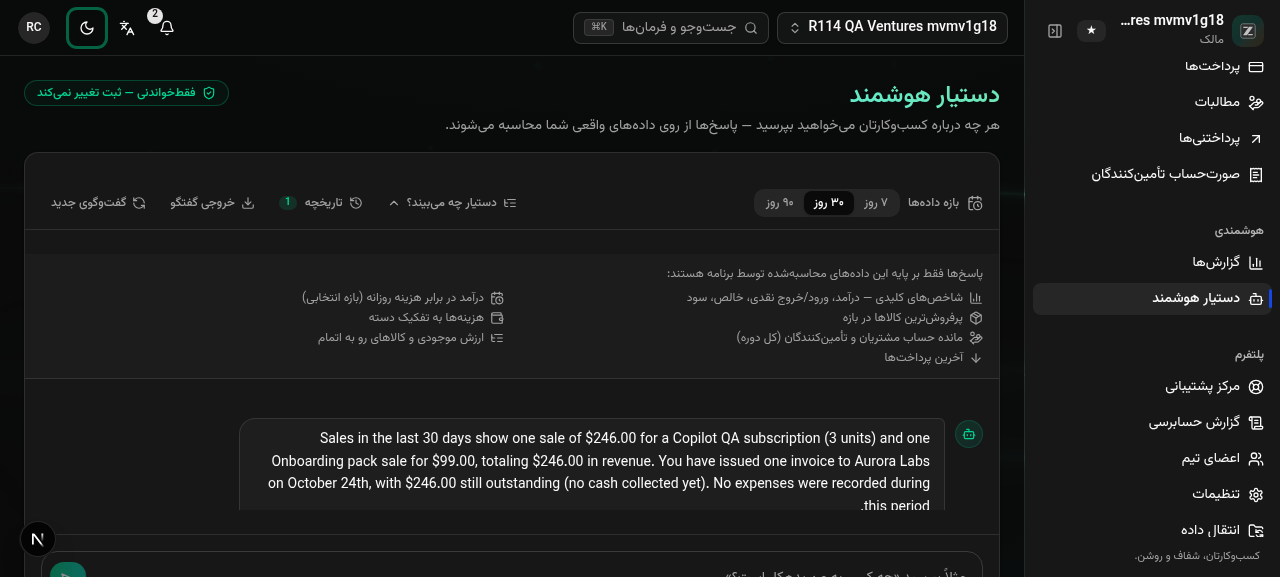 RC
2
⌘K
جست‌وجو و فرمان‌ها
R114 QA Ventures mvmv1g18
...res mvmv1g18
مالک
پرداخت‌ها
مطالبات
پرداختنی‌ها
صورت‌حساب تأمین‌کنندگان
هوشمندی
گزارش‌ها
دستیار هوشمند
پلتفرم
مرکز پشتیبانی
گزارش حسابرسی
اعضای تیم
تنظیمات
انتقال داده
کسب‌وکارتان، شفاف و روشن.
دستیار هوشمند
فقط‌خواندنی — ثبت تغییر نمی‌کند
هر چه درباره کسب‌وکارتان می‌خواهید بپرسید — پاسخ‌ها از روی داده‌های واقعی شما محاسبه می‌شوند.
بازه داده‌ها
۷ روز
۳۰ روز
۹۰ روز
دستیار چه می‌بیند؟
تاریخچه
1
خروجی گفتگو
گفت‌وگوی جدید
پاسخ‌ها فقط بر پایه این داده‌های محاسبه‌شده توسط برنامه هستند:
شاخص‌های کلیدی — درآمد، ورود/خروج نقدی، خالص، سود
درآمد در برابر هزینه روزانه (بازه انتخابی)
پرفروش‌ترین کالاها در بازه
هزینه‌ها به تفکیک دسته
مانده حساب مشتریان و تأمین‌کنندگان (کل دوره)
ارزش موجودی و کالاهای رو به اتمام
آخرین پرداخت‌ها
Sales in the last 30 days show one sale of $246.00 for a Copilot QA subscription (3 units) and one
Onboarding pack sale for $99.00, totaling $246.00 in revenue. You have issued one invoice to Aurora Labs
on October 24th, with $246.00 still outstanding (no cash collected yet). No expenses were recorded during
this period.
N